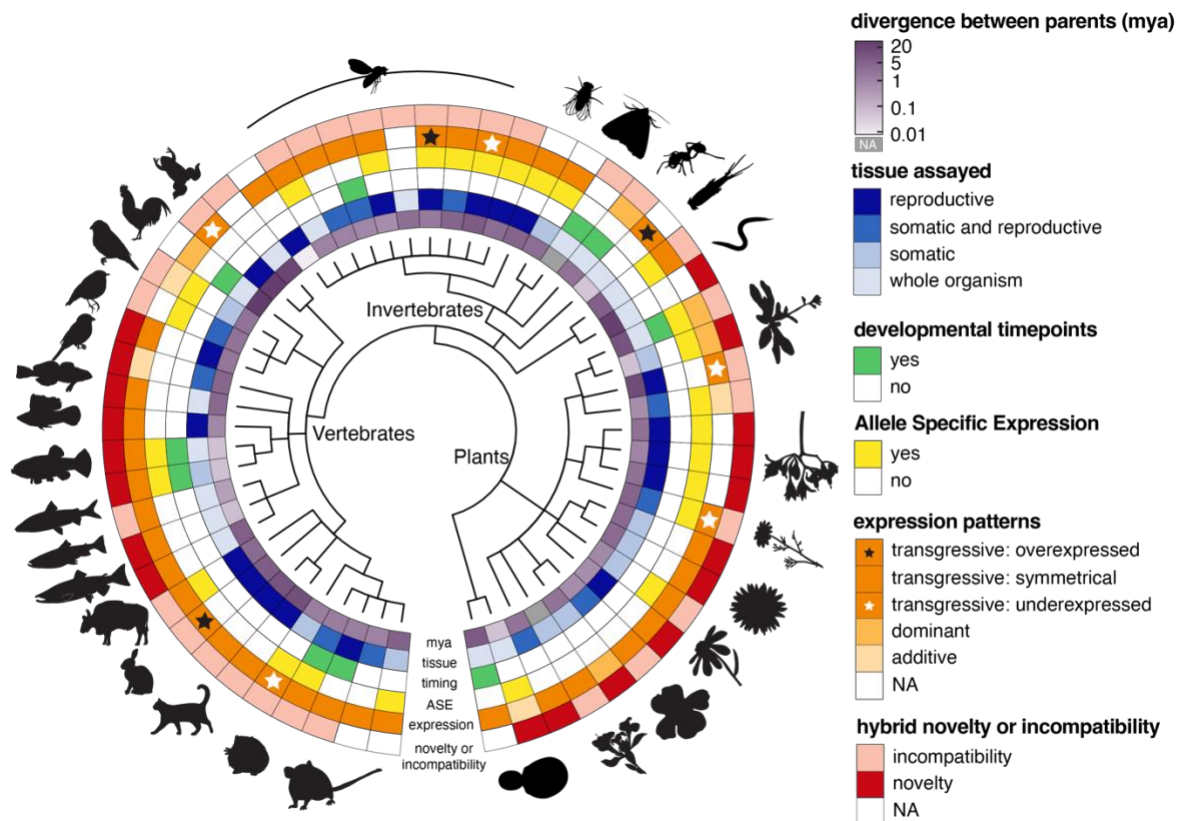 divergence between parents (mya)
20
5
1
0.1
0.01
NA
tissue assayed
reproductive
somatic and reproductive
somatic
whole organism
developmental timepoints
yes
no
Allele Specific Expression
yes
no
expression patterns
transgressive: overexpressed
transgressive: symmetrical
transgressive: underexpressed
dominant
additive
NA
hybrid novelty or incompatibility
incompatibility
novelty
NA
Invertebrates
Vertebrates
Plants
mya
tissue
timing
ASE
expression
novelty or
incompatibility